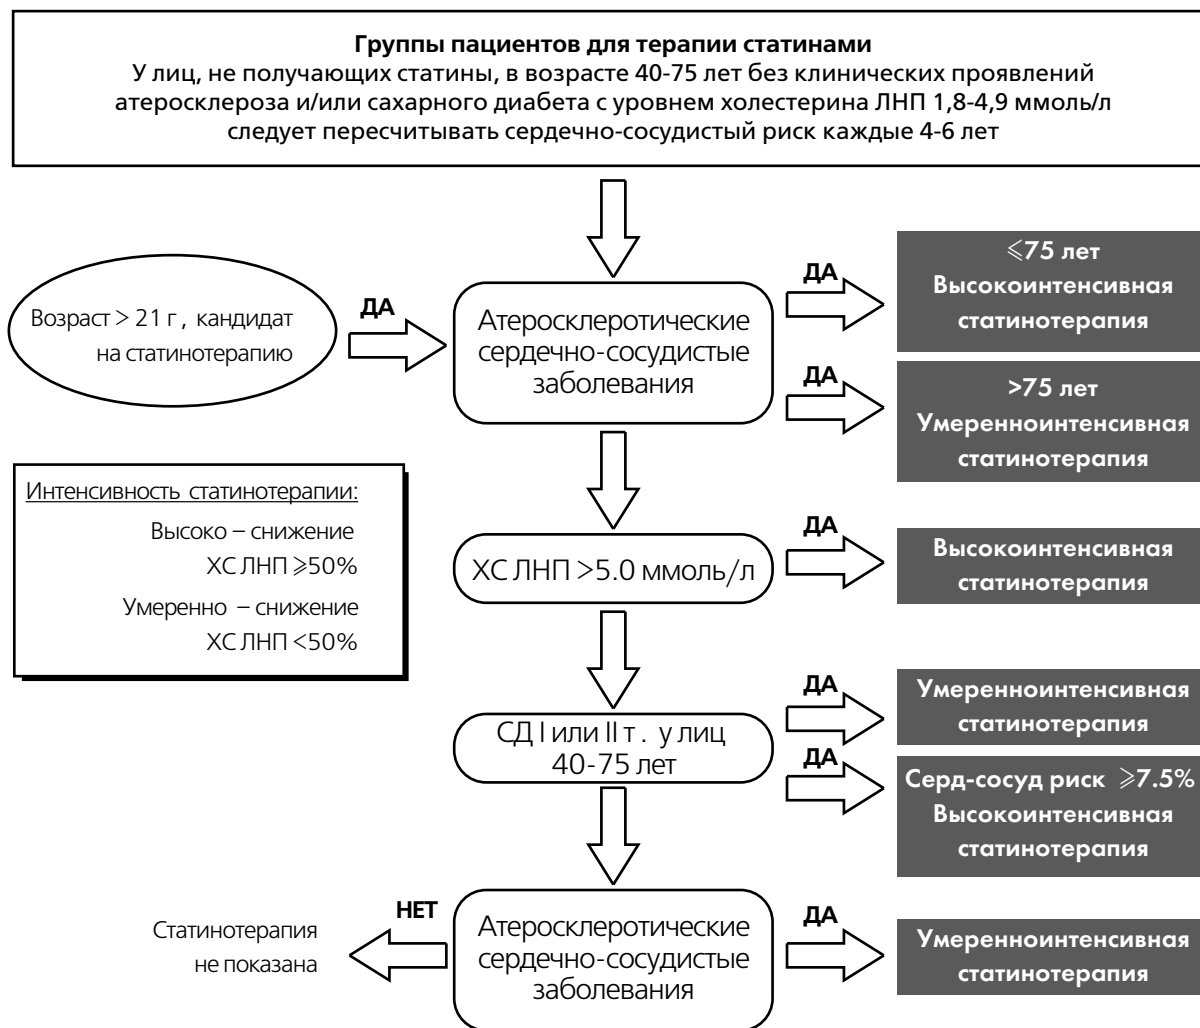 Группы пациентов для терапии статинами
У лиц, не получающих статины, в возрасте 40-75 лет без клинических проявлений
атеросклероза и/или сахарного диабета с уровнем холестерина ЛНП 1,8-4,9 ммоль/л
следует пересчитывать сердечно-сосудистый риск каждые 4-6 лет
Возраст > 21 г , кандидат
на статинотерапию
ДА
Атеросклеротические
сердечно-сосудистые
заболевания
ДА
≤75 лет
Высокоинтенсивная
статинотерапия
ДА
>75 лет
Умеренноинтенсивная
статинотерапия
Интенсивность статинотерапии:
Высоко – снижение
ХС ЛНП ≥50%
Умеренно – снижение
ХС ЛНП <50%
ХС ЛНП >5.0 ммоль/л
ДА
Высокоинтенсивная
статинотерапия
СД I или II т . у лиц
40-75 лет
ДА
Умеренноинтенсивная
статинотерапия
ДА
Серд-сосуд риск ≥7.5%
Высокоинтенсивная
статинотерапия
Атеросклеротические
сердечно-сосудистые
заболевания
НЕТ
Статинотерапия
не показана
ДА
Умеренноинтенсивная
статинотерапия